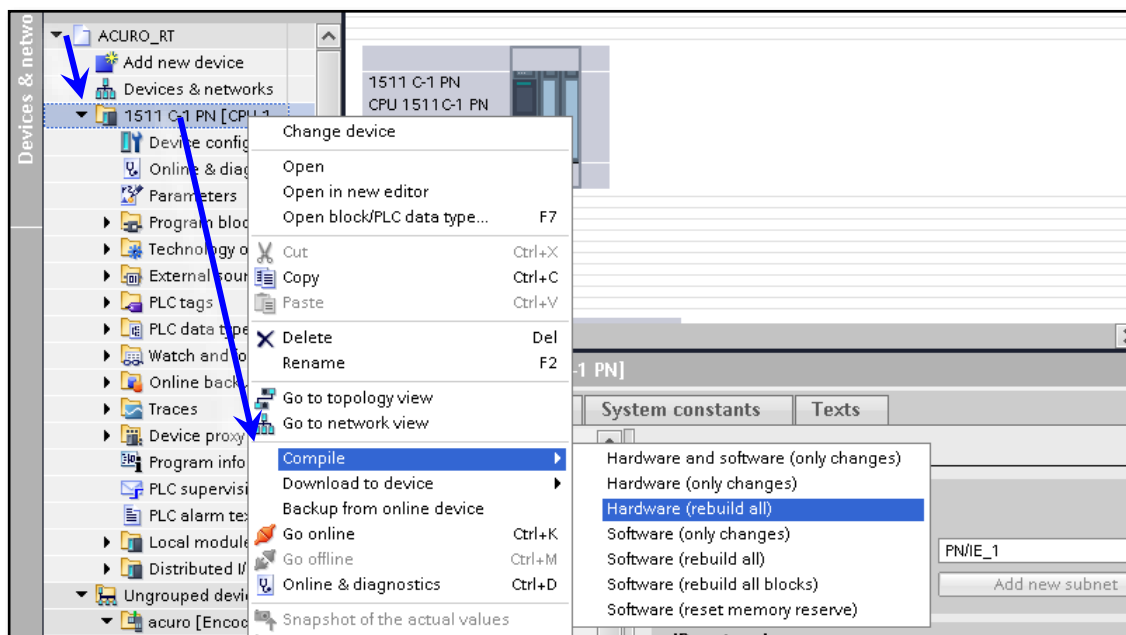 Devices & netwo
ACURO_RT
Add new device
Devices & networks
1511 C-1 PN [CPU 1
Device config
Online & diag
Parameters
Program bloc
Technology o
External sour
PLC tags
PLC data type
Watch and fo
Online back
Traces
Device proxy
Program info
PLC supervisi
PLC alarm tex
Local module
Distributed I/
Ungrouped devi
acuro [Encod
1511 C-1 PN
CPU 1511C-1 PN
Change device
Open
Open in new editor
Open block/PLC data type... F7
Cut Ctrl+X
Copy Ctrl+C
Paste Ctrl+V
Delete Del
Rename F2
Go to topology view
Go to network view
Compile
Download to device
Backup from online device
Go online Ctrl+K
Go offline Ctrl+M
Online & diagnostics Ctrl+D
Snapshot of the actual values
Hardware and software (only changes)
Hardware (only changes)
Hardware (rebuild all)
Software (only changes)
Software (rebuild all)
Software (rebuild all blocks)
Software (reset memory reserve)
-1 PN]
System constants
Texts
PN/IE_1
Add new subnet